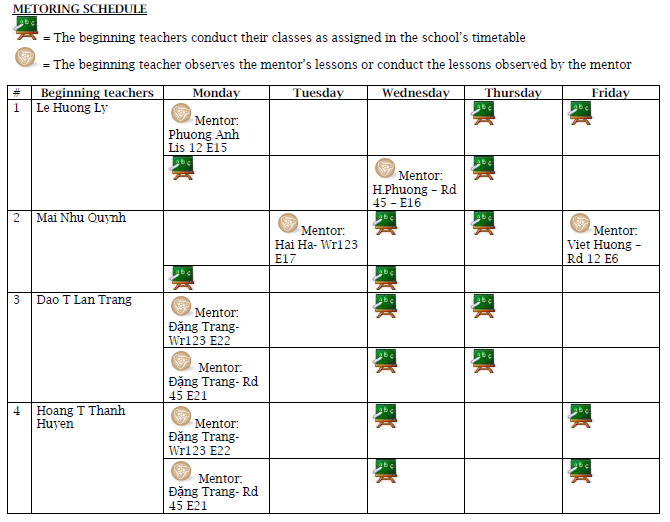 METORING SCHEDULE
= The beginning teachers conduct their classes as assigned in the school's timetable
= The beginning teacher observes the mentor's lessons or conduct the lessons observed by the mentor
# Beginning teachers Monday Tuesday Wednesday Thursday Friday
1 Le Huong Ly
Mentor:
Phuong Anh
Lis 12 E15
Mentor:
H.Phuong – Rd
45 – E16
2 Mai Nhu Quynh
Mentor:
Hai Ha- Wr123
E17
Mentor:
Viet Huong –
Rd 12 E6
3 Dao T Lan Trang
Mentor:
Đặng Trang-
Wr123 E22
Mentor:
Đặng Trang- Rd
45 E21
4 Hoang T Thanh
Huyen
Mentor:
Đặng Trang-
Wr123 E22
Mentor:
Đặng Trang- Rd
45 E21